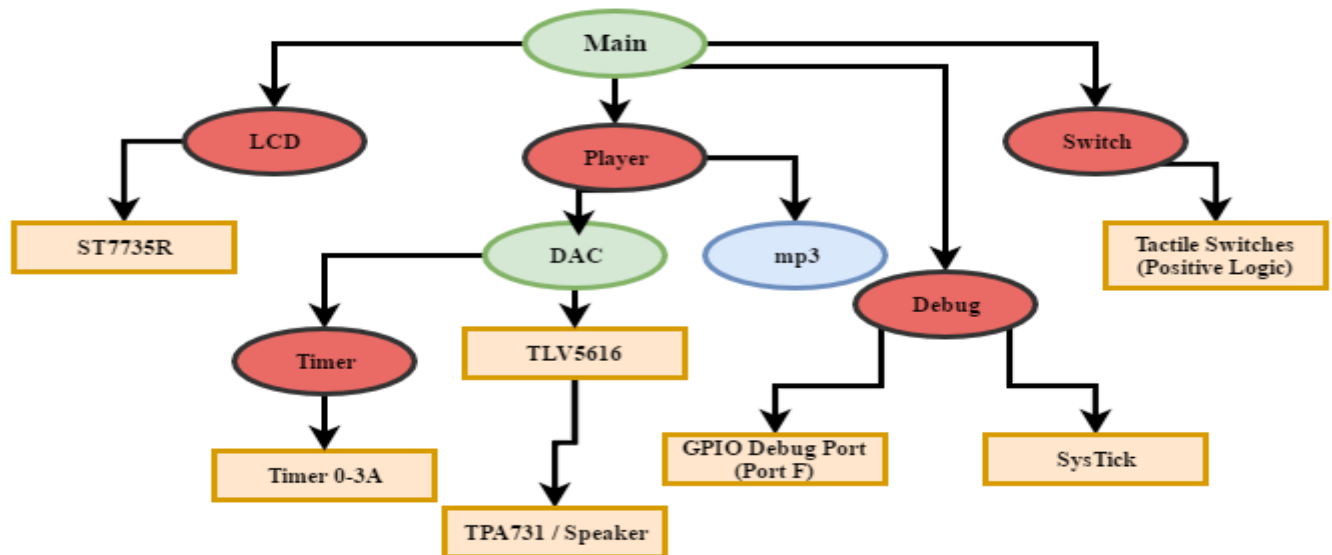 Main
LCD
Player
Switch
ST7735R
DAC
mp3
Tactile Switches
(Positive Logic)
Debug
Timer
TLV5616
GPIO Debug Port
(Port F)
SysTick
Timer 0-3A
TPA731 / Speaker